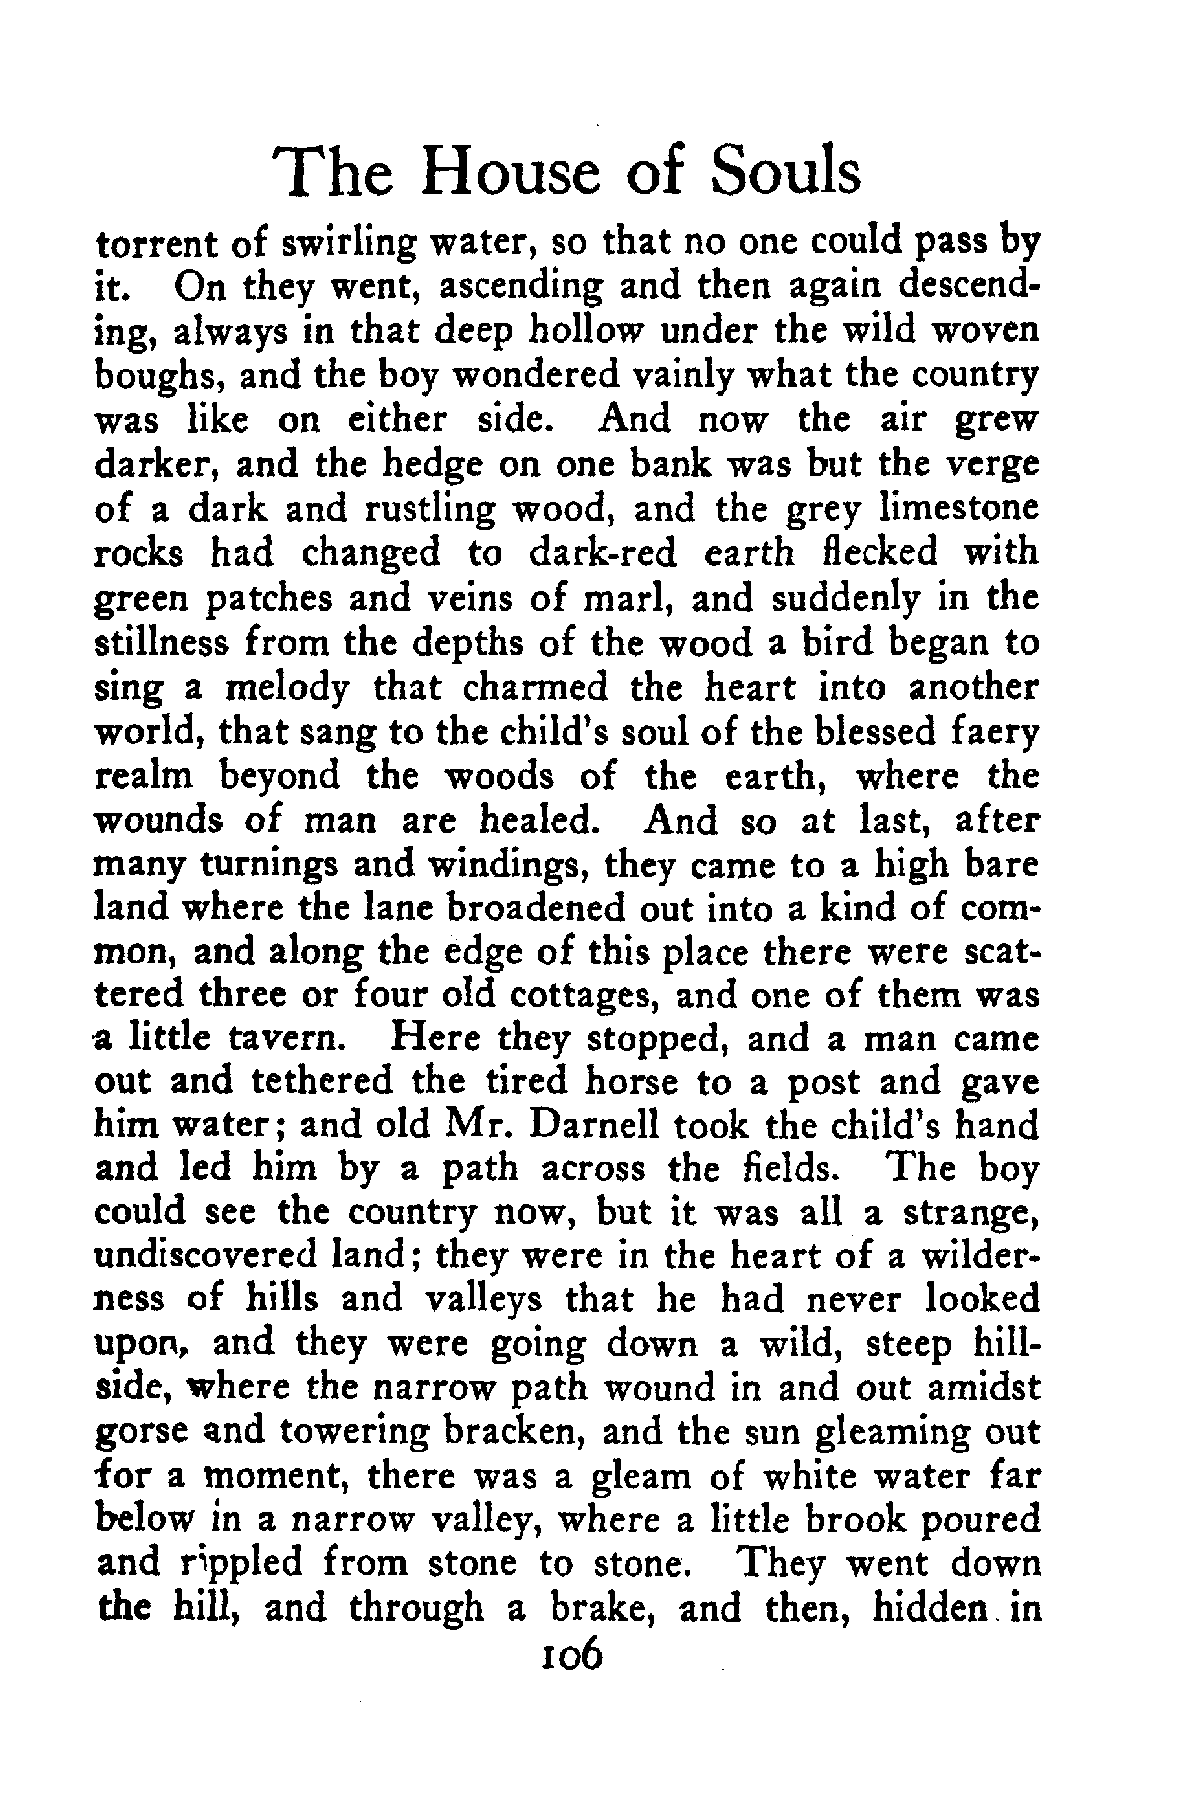 The House of Souls
torrent of swirling water, so that no one could pass by
it. On they went, ascending and then again descend-
ing, always in that deep hollow under the wild woven
boughs, and the boy wondered vainly what the country
was like on either side. And now the air grew
darker, and the hedge on one bank was but the verge
of a dark and rustling wood, and the grey limestone
rocks had changed to dark-red earth flecked with
green patches and veins of marl, and suddenly in the
stillness from the depths of the wood a bird began to
sing a melody that charmed the heart into another
world, that sang to the child's soul of the blessed faery
realm beyond the woods of the earth, where the
wounds of man are healed. And so at last, after
many turnings and windings, they came to a high bare
land where the lane broadened out into a kind of com-
mon, and along the edge of this place there were scat-
tered three or four old cottages, and one of them was
a little tavern. Here they stopped, and a man came
out and tethered the tired horse to a post and gave
him water; and old Mr. Darnell took the child's hand
and led him by a path across the fields. The boy
could see the country now, but it was all a strange,
undiscovered land; they were in the heart of a wilder-
ness of hills and valleys that he had never looked
upon, and they were going down a wild, steep hill-
side, where the narrow path wound in and out amidst
gorse and towering bracken, and the sun gleaming out
for a moment, there was a gleam of white water far
below in a narrow valley, where a little brook poured
and rippled from stone to stone. They went down
the hill, and through a brake, and then, hidden in
106